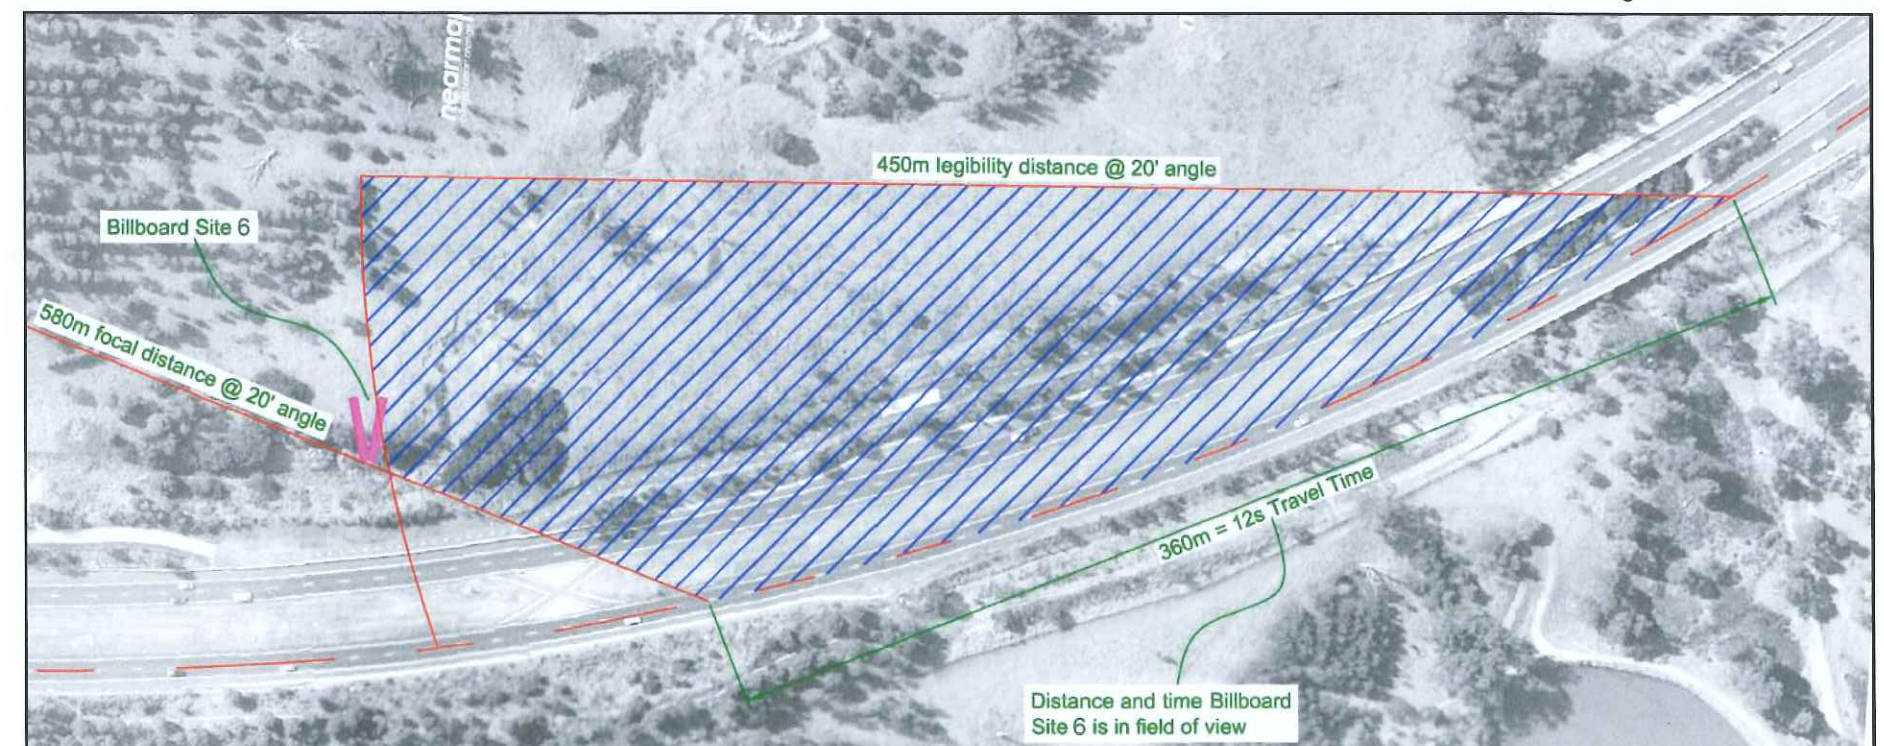 nearmap
450m legibility distance @ 20' angle
Billboard Site 6
580m focal distance @ 20' angle
360m = 12s Travel Time
Distance and time Billboard
Site 6 is in field of view